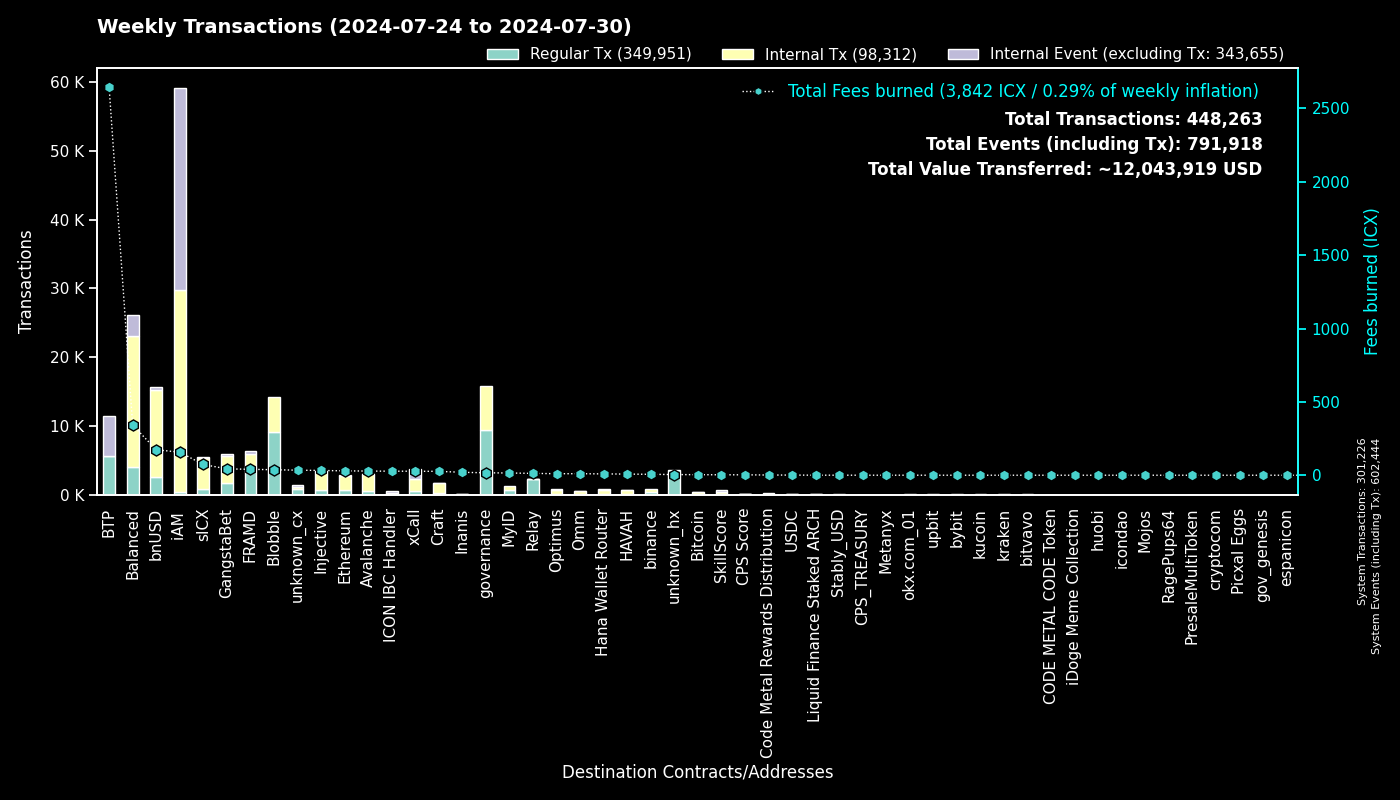 Weekly Transactions (2024-07-24 to 2024-07-30)
Regular Tx (349,951)
Internal Tx (98,312)
Internal Event (excluding Tx: 343,655)
Total Fees burned (3,842 ICX / 0.29% of weekly inflation)
Total Transactions: 448,263
Total Events (including Tx): 791,918
Total Value Transferred: ~12,043,919 USD
Transactions
60 K
50 K
40 K
30 K
20 K
10 K
0 K
Fees burned (ICX)
2500
2000
1500
1000
500
0
System Transactions: 301,226
System Events (including Tx): 602,444
BTP
Balanced
bnUSD
iAM
sICX
GangstaBet
FRAMD
Blobble
unknown_cx
Injective
Ethereum
Avalanche
ICON IBC Handler
xCall
Craft
Inanis
governance
MyID
Relay
Optimus
Omm
Hana Wallet Router
HAVAH
binance
unknown_hx
Bitcoin
SkillScore
CPS Score
Code Metal Rewards Distribution
USDC
Liquid Finance Staked ARCH
Stably_USD
CPS_TREASURY
Metanyx
okx.com_01
upbit
bybit
kucoin
kraken
bitvavo
CODE METAL CODE Token
iDoge Meme Collection
huobi
icondao
Mojos
RagePups64
PresaleMultiToken
cryptocom
Picxal Eggs
gov_genesis
espanicon
Destination Contracts/Addresses